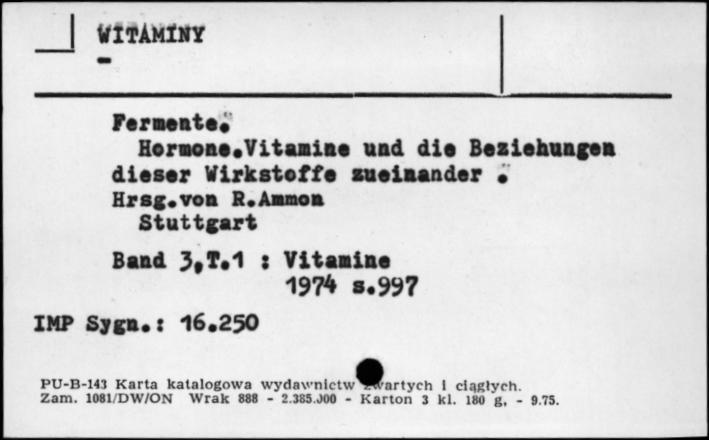 WITAMINY
-
Fermente.
Hormone.Vitamine und die Beziehungen
dieser Wirkstoffe zueinander .
Hrsg.von R.Ammon
Stuttgart
Band 3,T.1 : Vitamine
1974 s.997
IMP Sygn.: 16.250
PU-B-143 Karta katalogowa wydawnictw zwartych i ciągłych.
Zam. 1081/DW/ON Wrak 888 - 2.385.000 - Karton 3 kl. 180 g, - 9.75.